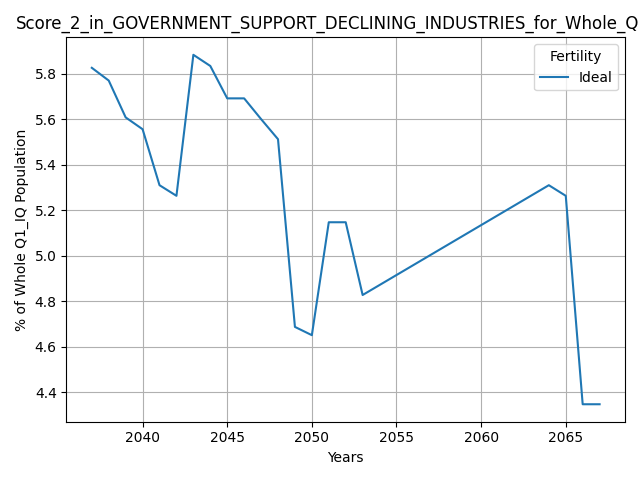 Score_2_in_GOVERNMENT_SUPPORT_DECLINING_INDUSTRIES_for_Whole_Q
Fertility
Ideal
% of Whole Q1_IQ Population
5.8
5.6
5.4
5.2
5.0
4.8
4.6
4.4
2040 2045 2050 2055 2060 2065
Years